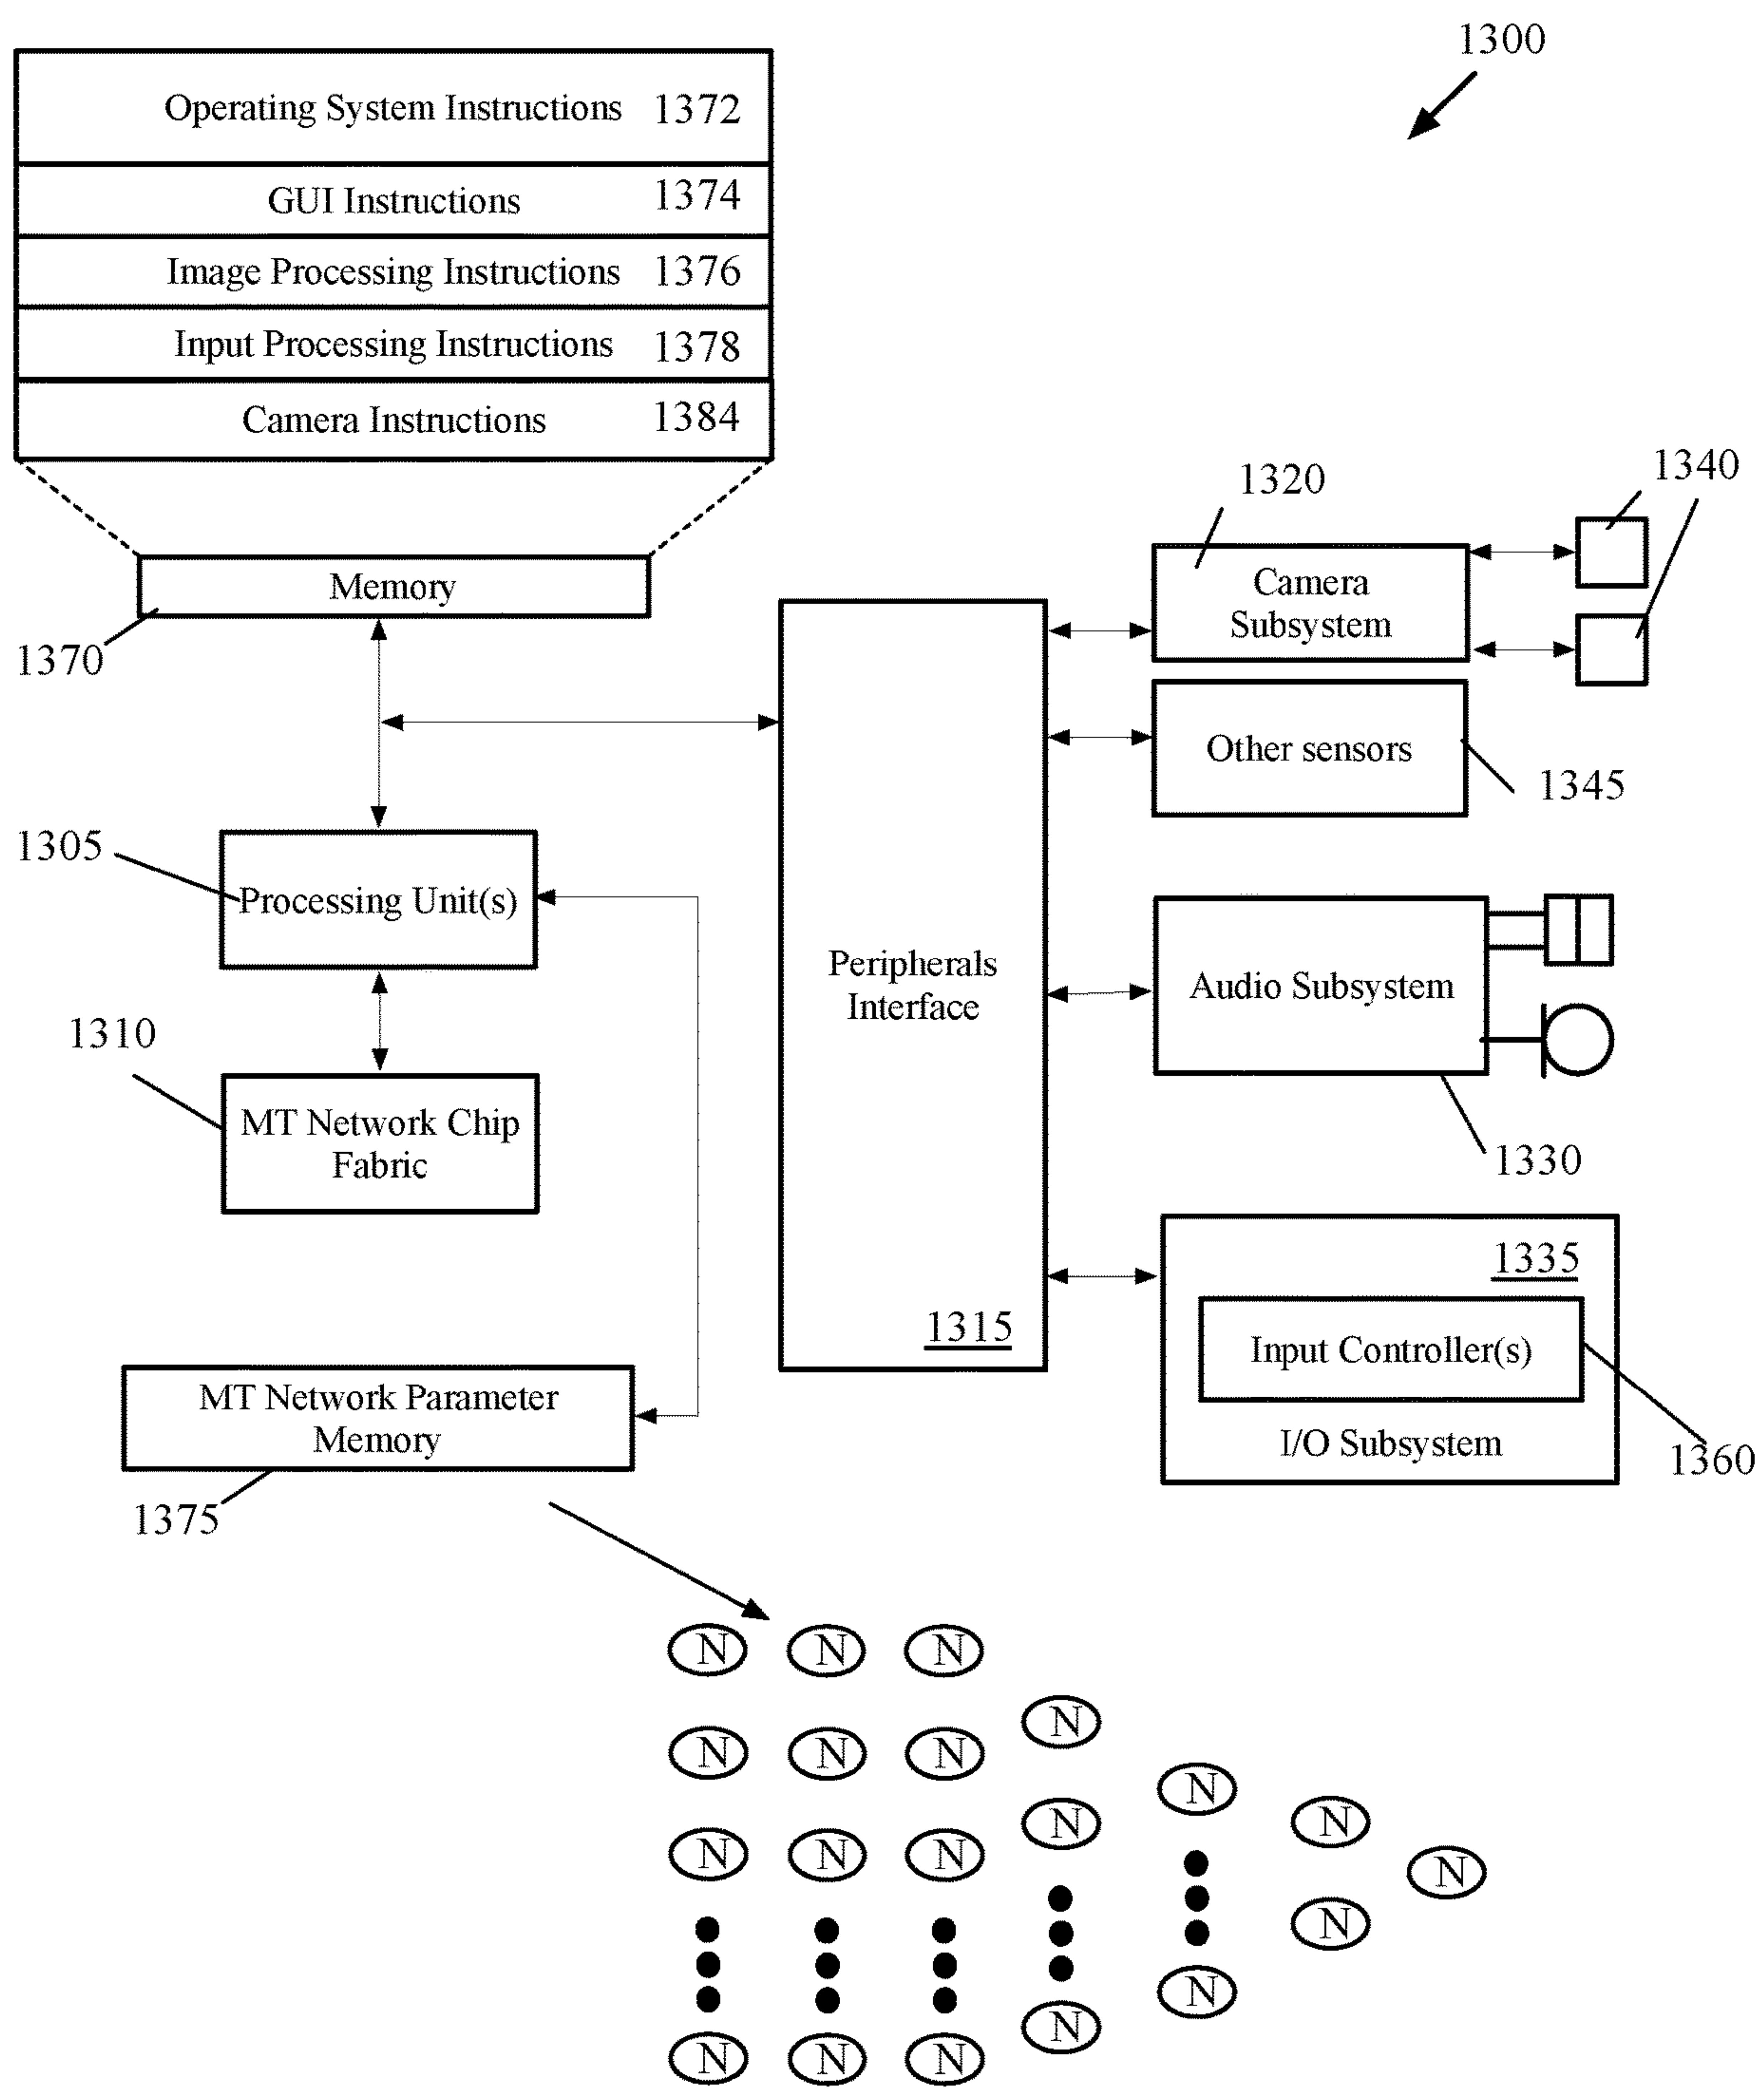 1300
Operating System Instructions 1372
GUI Instructions 1374
Image Processing Instructions 1376
Input Processing Instructions 1378
Camera Instructions 1384
Memory
1370
1320
1340
Camera
Subsystem
Other sensors
1345
1305
Processing Unit(s)
Peripherals
Interface
1315
Audio Subsystem
1330
1310
MT Network Chip
Fabric
1335
Input Controller(s)
I/O Subsystem
1360
MT Network Parameter
Memory
1375
N N N
N
N N N
N
N
N
N N N
N
N
N
N
N
N N N